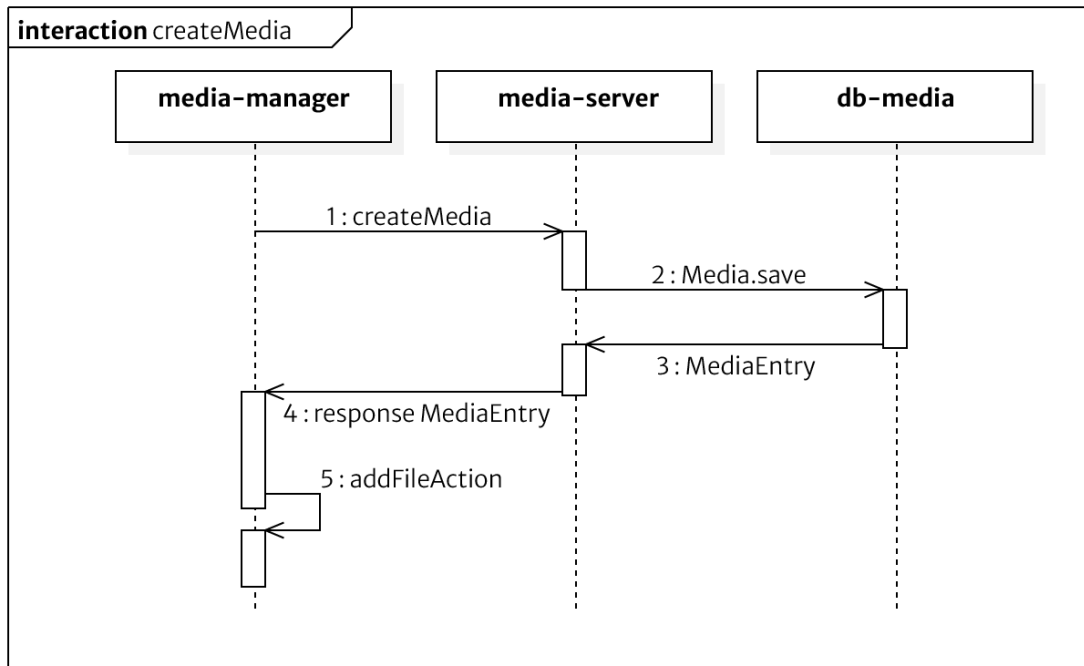 interaction createMedia
media-manager
media-server
db-media
1 : createMedia
2 : Media.save
3 : MediaEntry
4 : response MediaEntry
5 : addFileAction